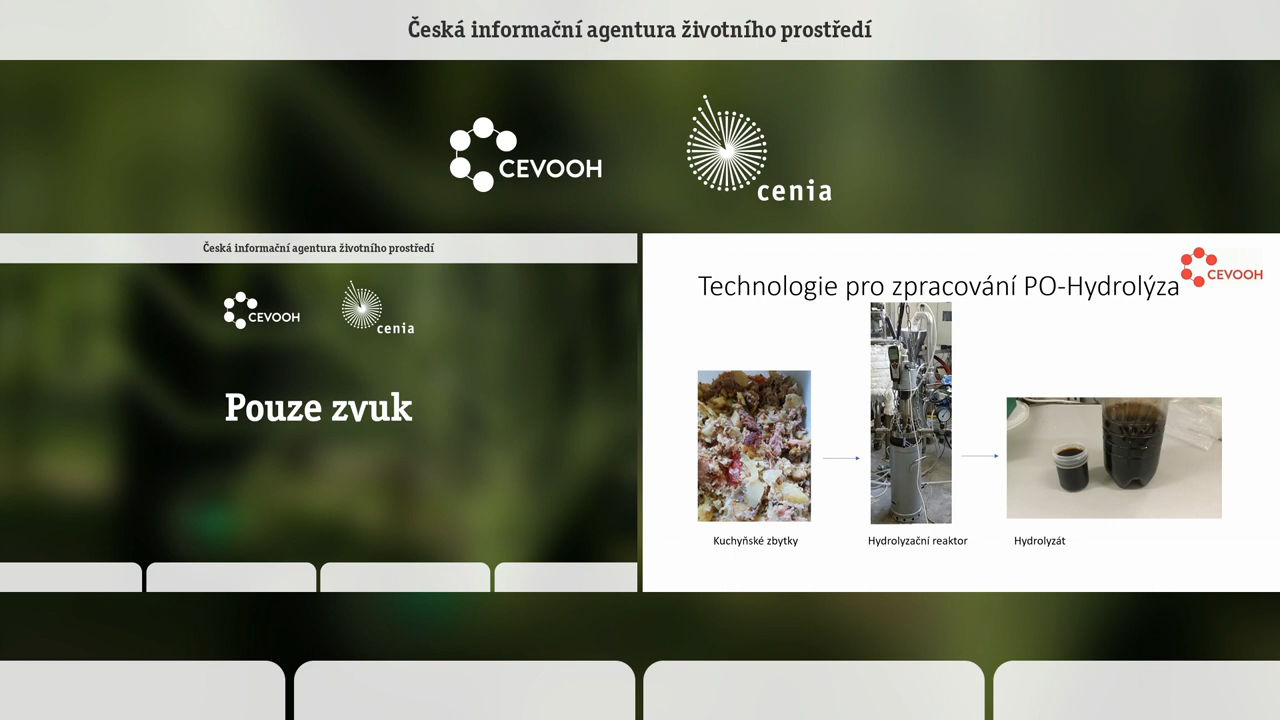 Česká informační agentura životního prostředí
CEVOOH
cenia
Česká informační agentura životního prostředí
CEVOOH
cenia
Pouze zvuk
CEVOOH
Technologie pro zpracování PO-Hydrolýza
Kuchyňské zbytky
Hydrolyzační reaktor
Hydrolyzát